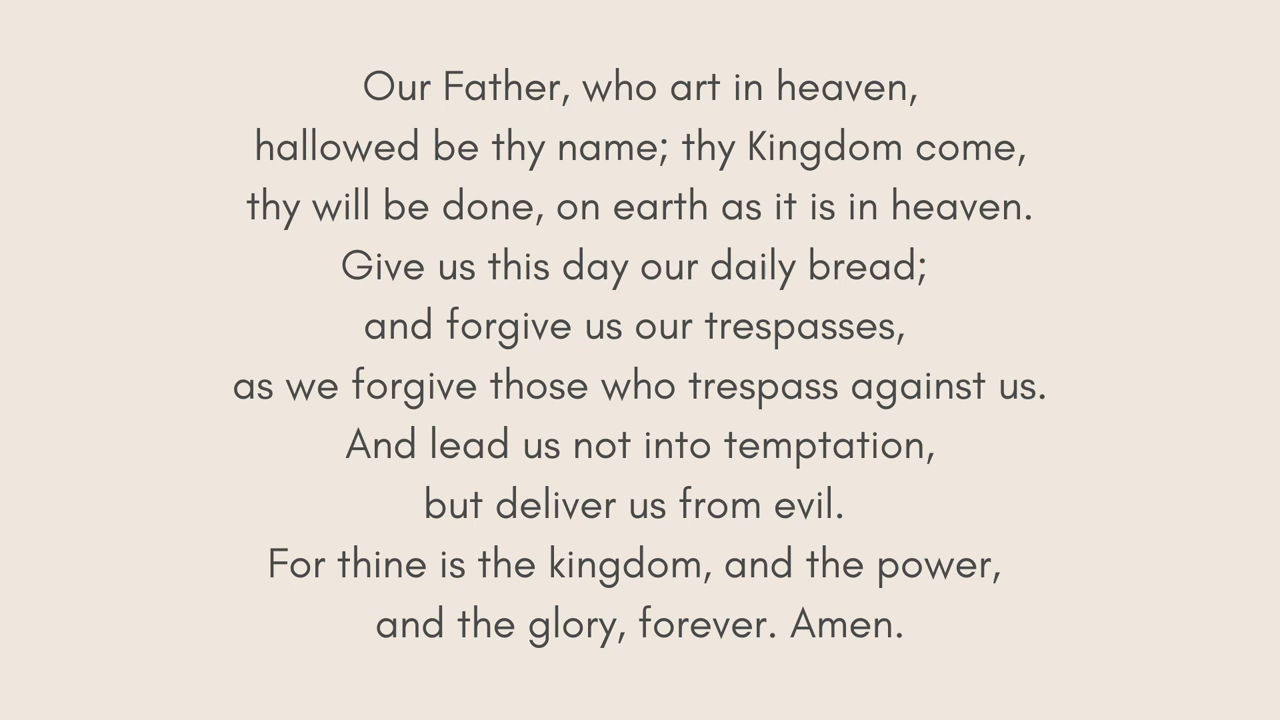 Our Father, who art in heaven,
hallowed be thy name; thy Kingdom come,
thy will be done, on earth as it is in heaven.
Give us this day our daily bread;
and forgive us our trespasses,
as we forgive those who trespass against us.
And lead us not into temptation,
but deliver us from evil.
For thine is the kingdom, and the power,
and the glory, forever. Amen.